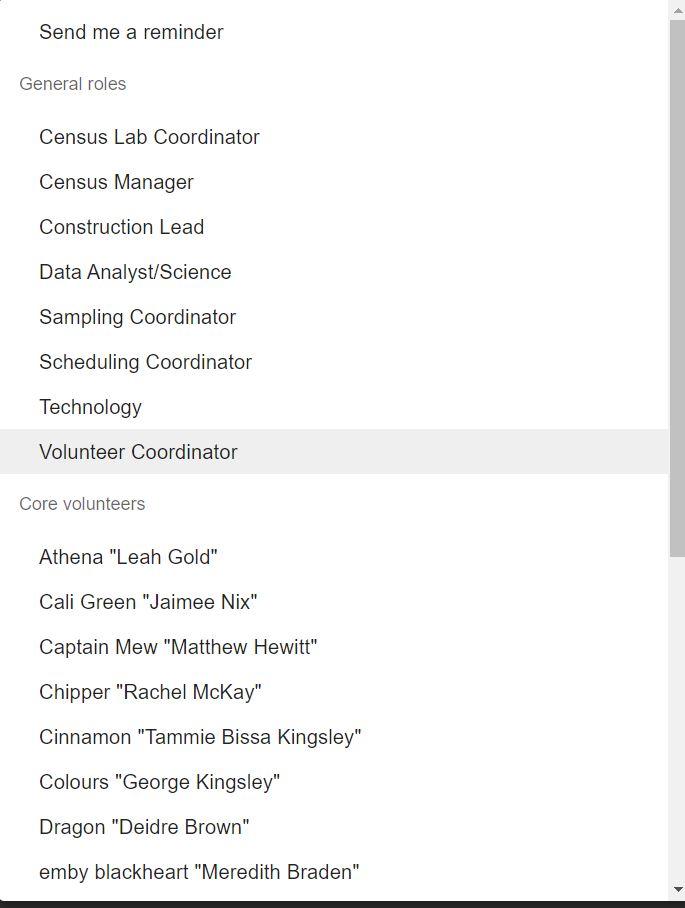 Send me a reminder
General roles
Census Lab Coordinator
Census Manager
Construction Lead
Data Analyst/Science
Sampling Coordinator
Scheduling Coordinator
Technology
Volunteer Coordinator
Core volunteers
Athena "Leah Gold"
Cali Green "Jaimee Nix"
Captain Mew "Matthew Hewitt"
Chipper "Rachel McKay"
Cinnamon "Tammie Bissa Kingsley"
Colours "George Kingsley"
Dragon "Deidre Brown"
emby blackheart "Meredith Braden"